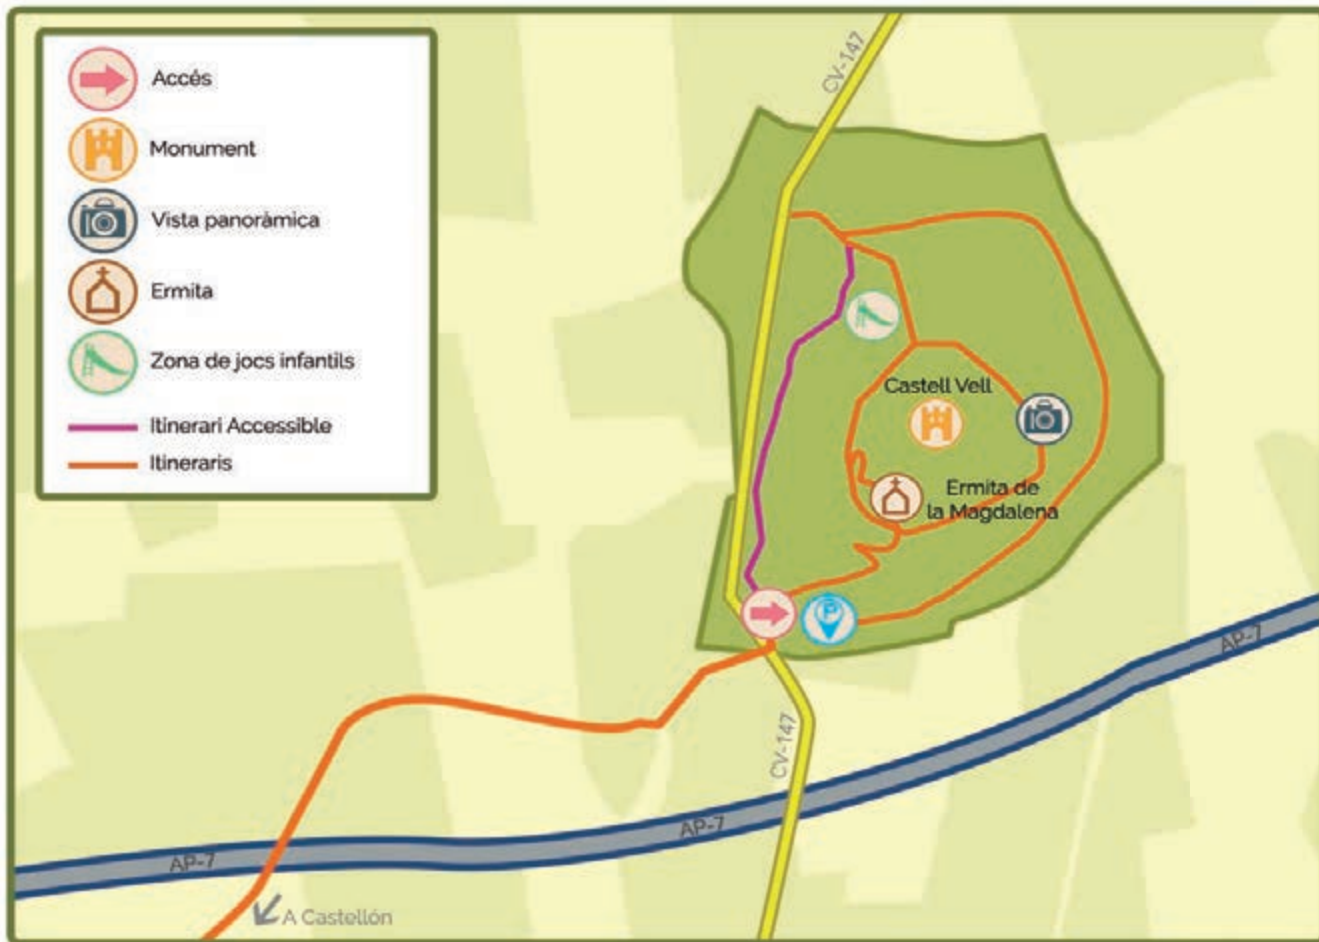 Accés
Monument
Vista panoràmica
Ermita
Zona de jocs infantils
Itinerari Accessible
Itineraris
CV-147
Castell Vell
Ermita de
la Magdalena
P
CV-147
AP-7
AP-7
AP-7
A Castellón